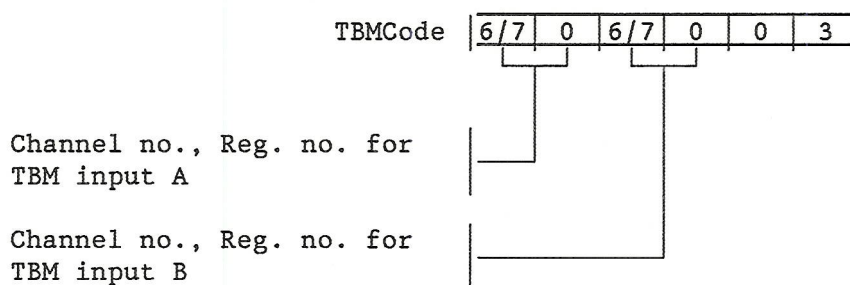 TBMCode 6/7 0 6/7 0 0 3
Channel no., Reg. no. for
TBM input A
Channel no., Reg. no. for
TBM input B